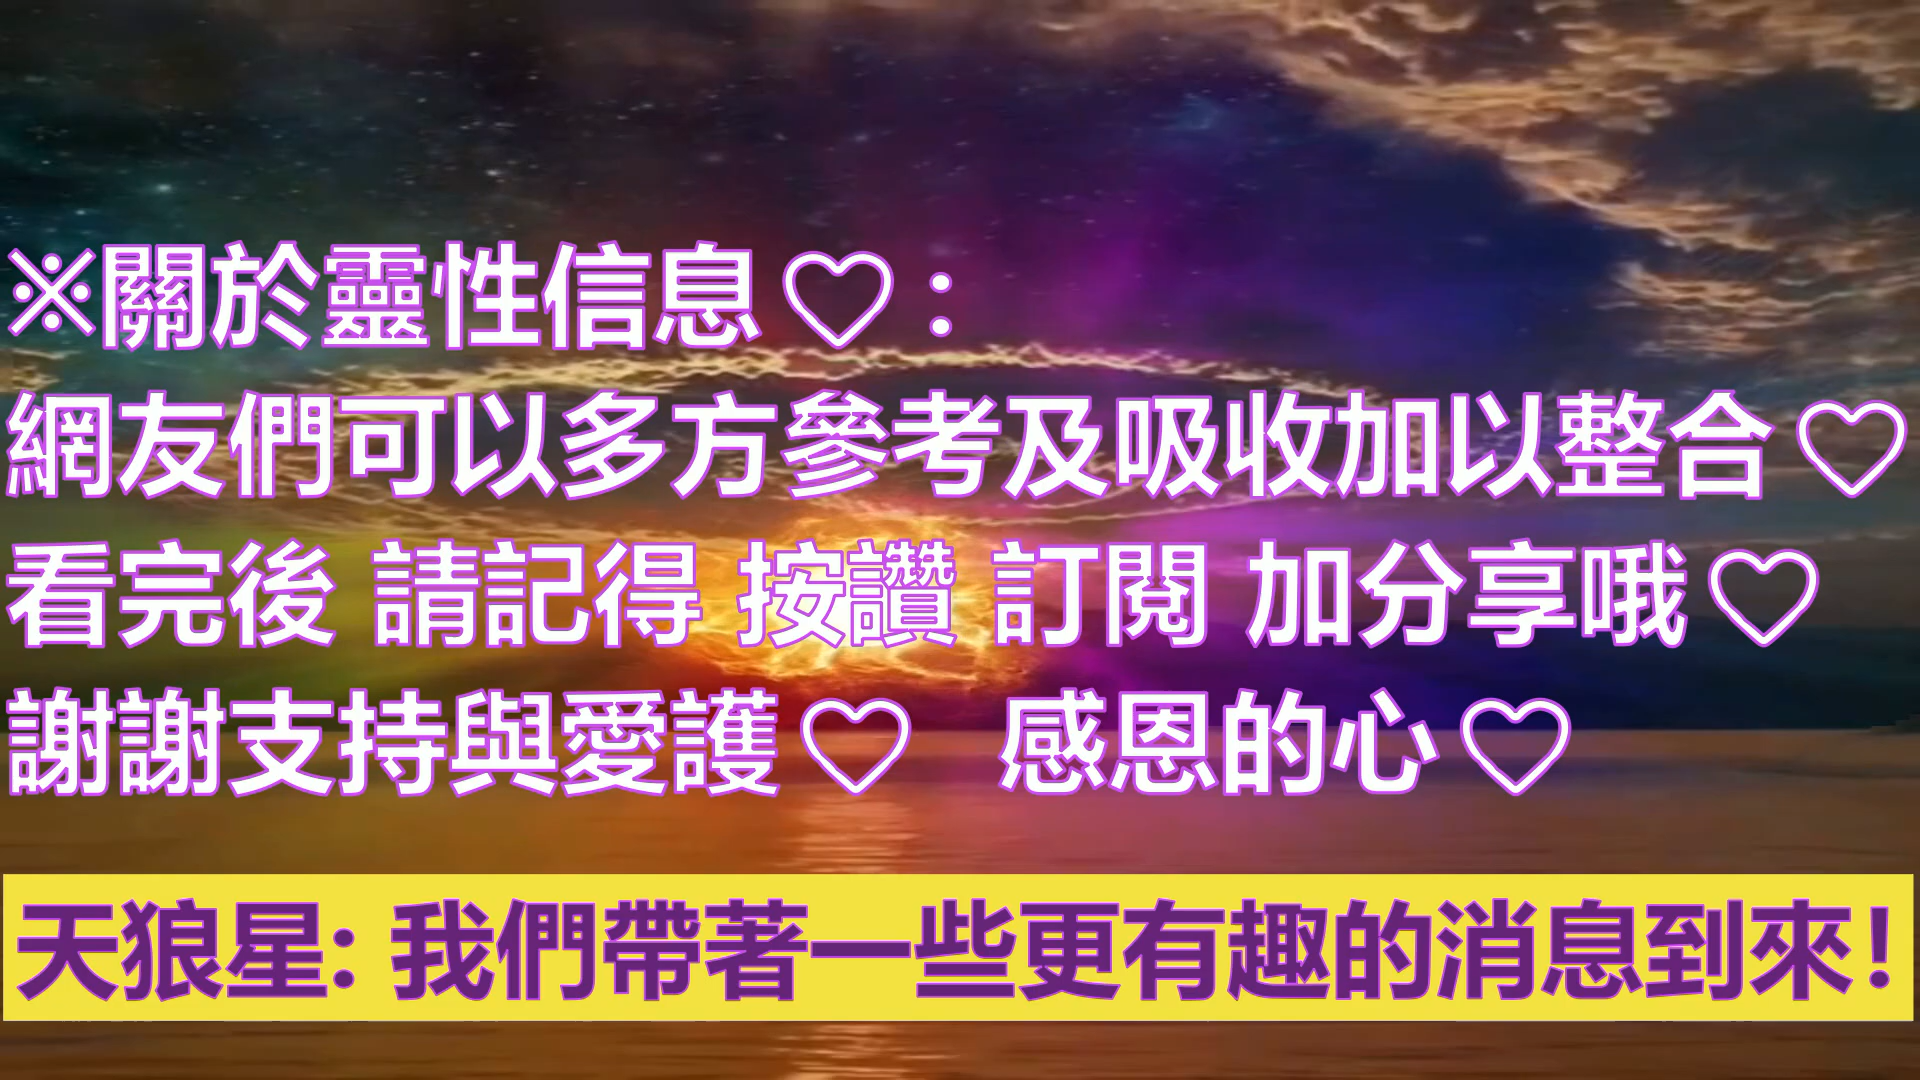 ※關於靈性信息♡:
網友們可以多方參考及吸收加以整合♡
看完後 請記得 按讚 訂閱 加分享哦♡
謝謝支持與愛護♡ 感恩的心♡
天狼星: 我們帶著一些更有趣的消息到來!